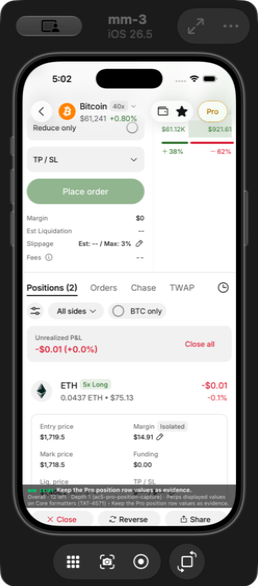 mm-3
iOS 26.5
5:02
Bitcoin 40x
$61,241 +0.80%
Pro
Reduce only
$61.12K $921.61
+ 38% − 62%
TP / SL
Place order
Margin $0
Est Liquidation --
Slippage Est: -- / Max: 3%
Fees --
Positions (2) Orders Chase TWAP
All sides BTC only
Unrealized P&L
-$0.01 (+0.0%) Close all
ETH 5x Long -$0.01
0.0437 ETH • $75.13 -0.1%
Entry price Margin Isolated
$1,719.5 $14.91
Mark price Funding
$1,718.5 $0.00
Liq. price TP / SL
Keep the Pro position row values as evidence.
Close Reverse Share